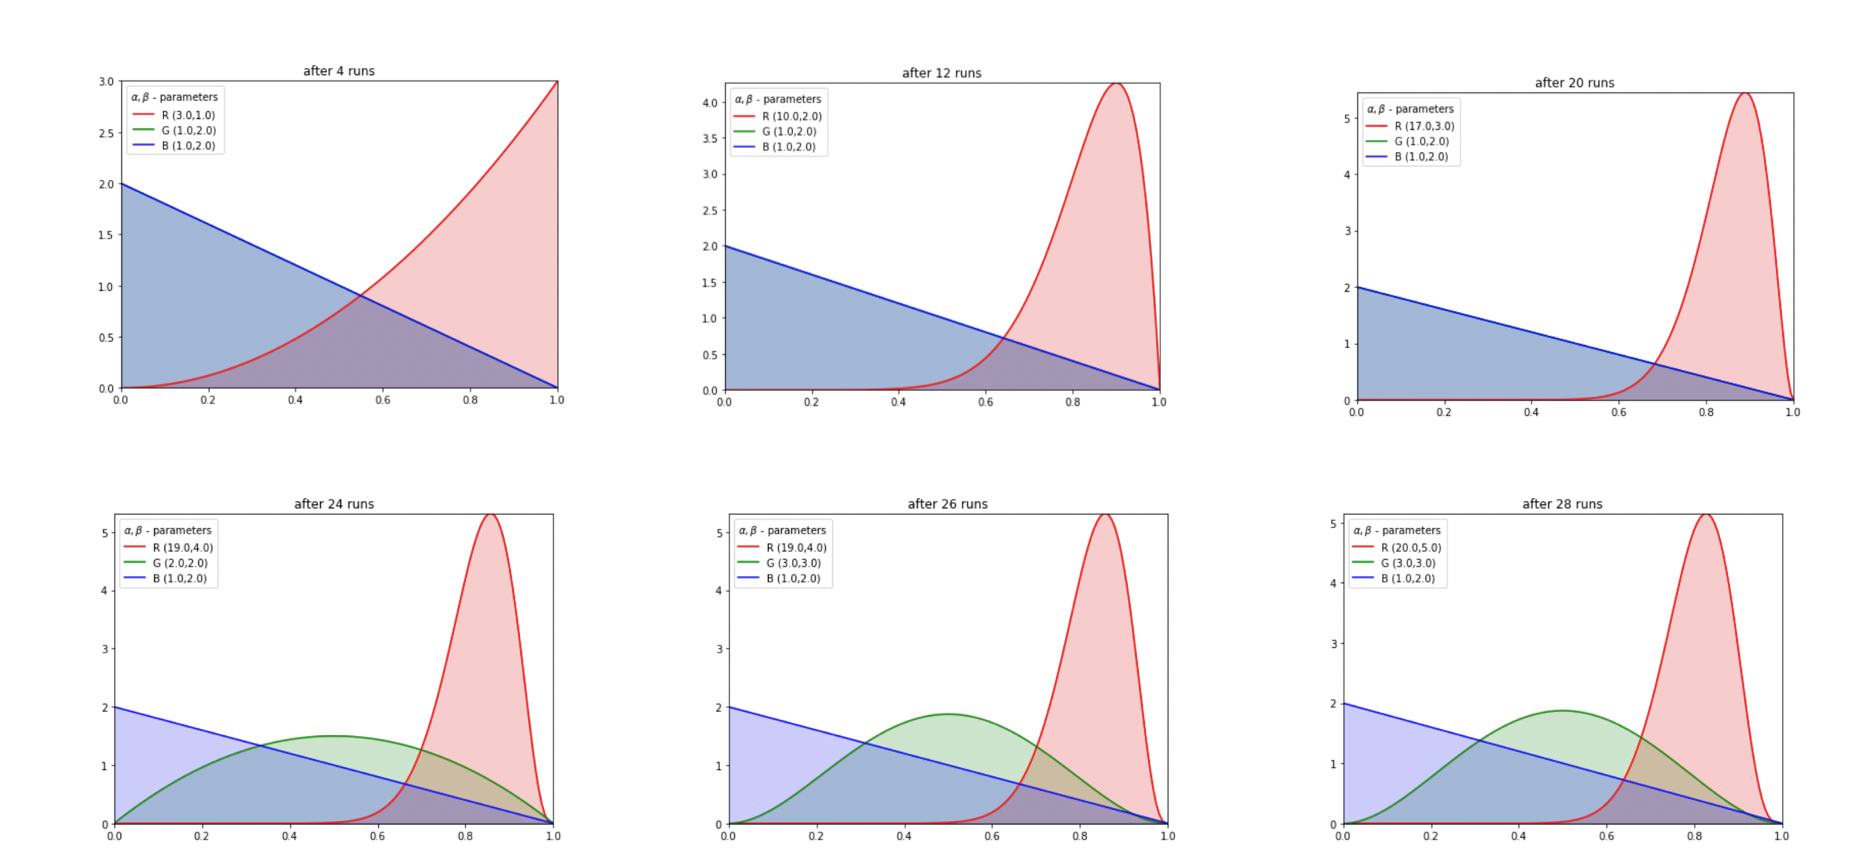 after 4 runs
α, β - parameters
R (3.0,1.0)
G (1.0,2.0)
B (1.0,2.0)
3.0
2.5
2.0
1.5
1.0
0.5
0.0
0.0 0.2 0.4 0.6 0.8 1.0
after 12 runs
α, β - parameters
R (10.0,2.0)
G (1.0,2.0)
B (1.0,2.0)
4.0
3.5
3.0
2.5
2.0
1.5
1.0
0.5
0.0
0.0 0.2 0.4 0.6 0.8 1.0
after 20 runs
α, β - parameters
R (17.0,3.0)
G (1.0,2.0)
B (1.0,2.0)
5
4
3
2
1
0
0.0 0.2 0.4 0.6 0.8 1.0
after 24 runs
α, β - parameters
R (19.0,4.0)
G (2.0,2.0)
B (1.0,2.0)
5
4
3
2
1
0
0.0 0.2 0.4 0.6 0.8 1.0
after 26 runs
α, β - parameters
R (19.0,4.0)
G (3.0,3.0)
B (1.0,2.0)
5
4
3
2
1
0
0.0 0.2 0.4 0.6 0.8 1.0
after 28 runs
α, β - parameters
R (20.0,5.0)
G (3.0,3.0)
B (1.0,2.0)
5
4
3
2
1
0
0.0 0.2 0.4 0.6 0.8 1.0